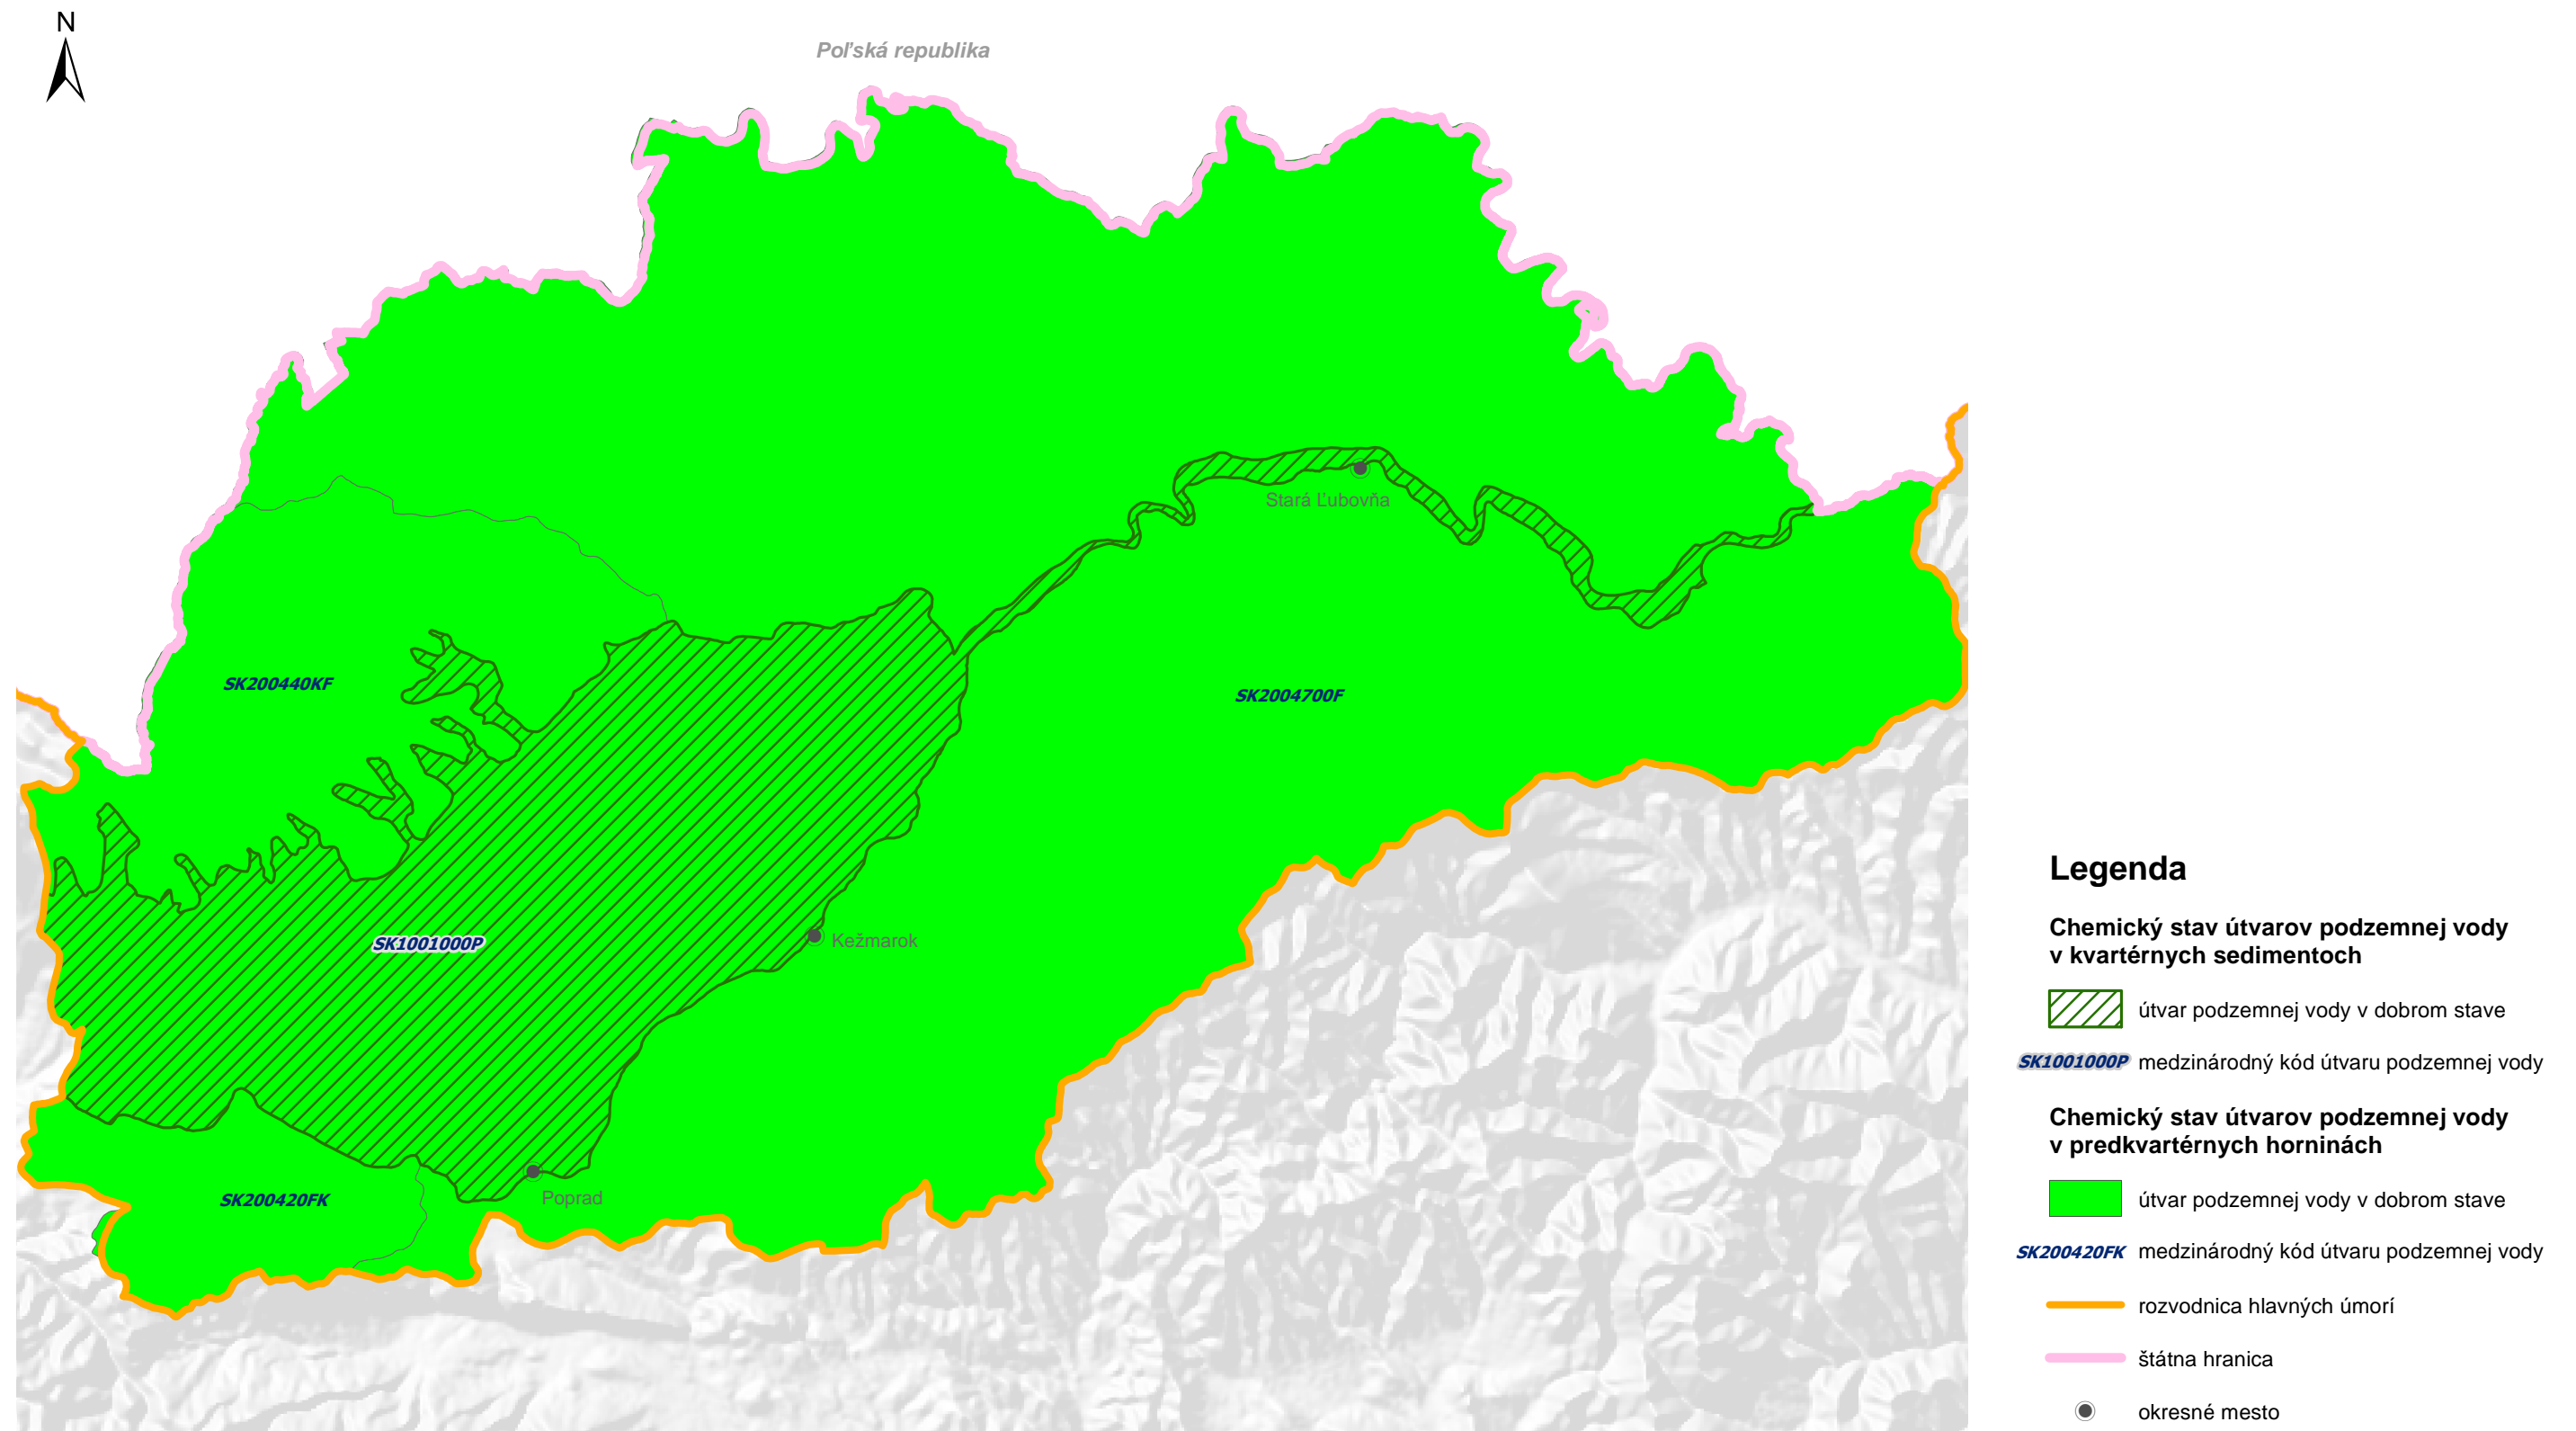 N
Poľská republika
Stará Ľubovňa
SK200440KF
SK2004700F
SK1001000P
Kežmarok
SK200420FK
Poprad
Legenda
Chemický stav útvarov podzemnej vody
v kvartérnych sedimentoch
útvar podzemnej vody v dobrom stave
SK1001000P medzinárodný kód útvaru podzemnej vody
Chemický stav útvarov podzemnej vody
v predkvartérnych horninách
útvar podzemnej vody v dobrom stave
SK200420FK medzinárodný kód útvaru podzemnej vody
rozvodnica hlavných úmorí
štátna hranica
okresné mesto